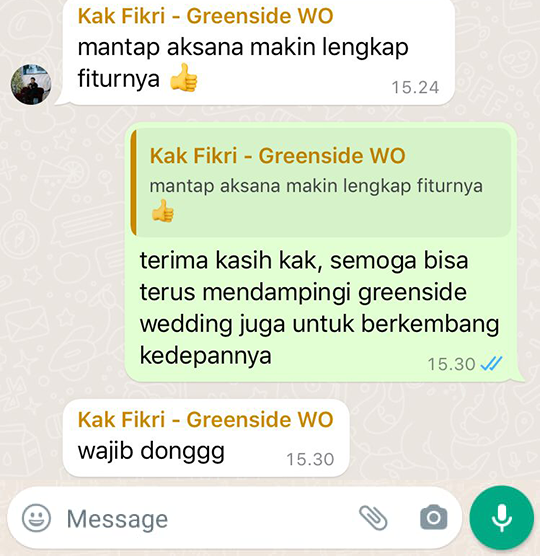 Kak Fikri - Greenside WO
mantap aksana makin lengkap
fiturnya 👍
15.24
Kak Fikri - Greenside WO
mantap aksana makin lengkap fiturnya
👍
terima kasih kak, semoga bisa
terus mendampingi greenside
wedding juga untuk berkembang
kedepannya
15.30
Kak Fikri - Greenside WO
wajib donggg
15.30
Message